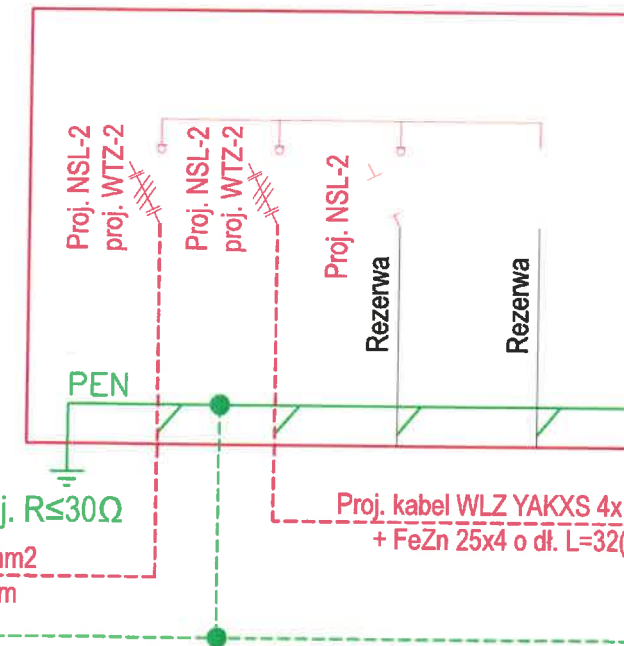 Proj. NSL-2
proj. WTZ-2
Proj. NSL-2
proj. WTZ-2
Proj. NSL-2
Rezerwa
Rezerwa
PEN
j. R≤30Ω
Proj. kabel WLZ YAKXS 4x
+ FeZn 25x4 o dł. L=32(
mm2
m